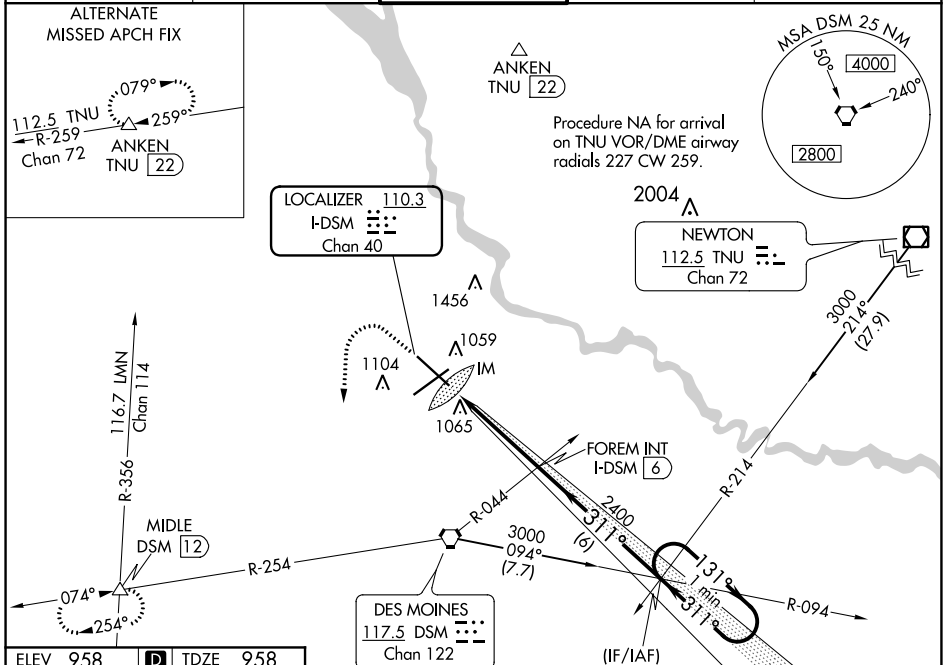 ALTERNATE
MISSED APCH FIX
079°
259°
112.5 TNU
R-259
Chan 72
ANKEN
TNU 22
ANKEN
TNU 22
MSA DSM 25 NM
150°
4000
240°
2800
Procedure NA for arrival
on TNU VOR/DME airway
radials 227 CW 259.
2004
LOCALIZER 110.3
I-DSM
Chan 40
NEWTON
112.5 TNU
Chan 72
3000
214°
(27.9)
1456
1059
1104
IM
1065
116.7 LMN
Chan 114
R-356
FOREM INT
I-DSM 6
R-214
R-044
2400
311°
(6)
MIDLE
DSM 12
R-254
3000
094°
(7.7)
131°
1 min
311°
R-094
074°
254°
DES MOINES
117.5 DSM
Chan 122
(IF/IAF)
ELEV 958 D TDZE 958